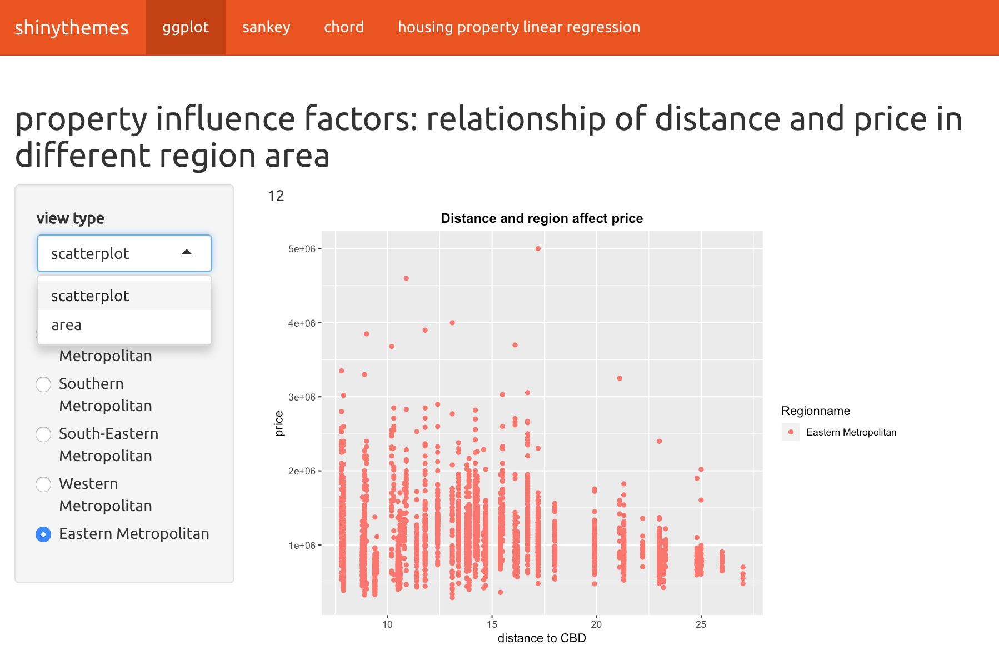 shinythemes ggplot sankey chord housing property linear regression
property influence factors: relationship of distance and price in
different region area
view type
scatterplot
scatterplot
area
Metropolitan
Southern
Metropolitan
South-Eastern
Metropolitan
Western
Metropolitan
Eastern Metropolitan
12
Distance and region affect price
5e+06
4e+06
3e+06
2e+06
1e+06
price
10 15 20 25
distance to CBD
Regionname
Eastern Metropolitan